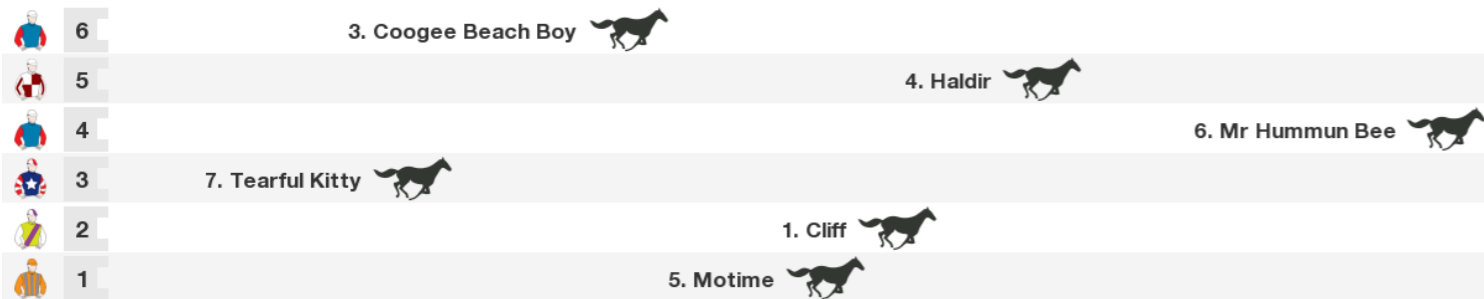 6 3. Coogee Beach Boy
5 4. Haldir
4 6. Mr Hummun Bee
3 7. Tearful Kitty
2 1. Cliff
1 5. Motime